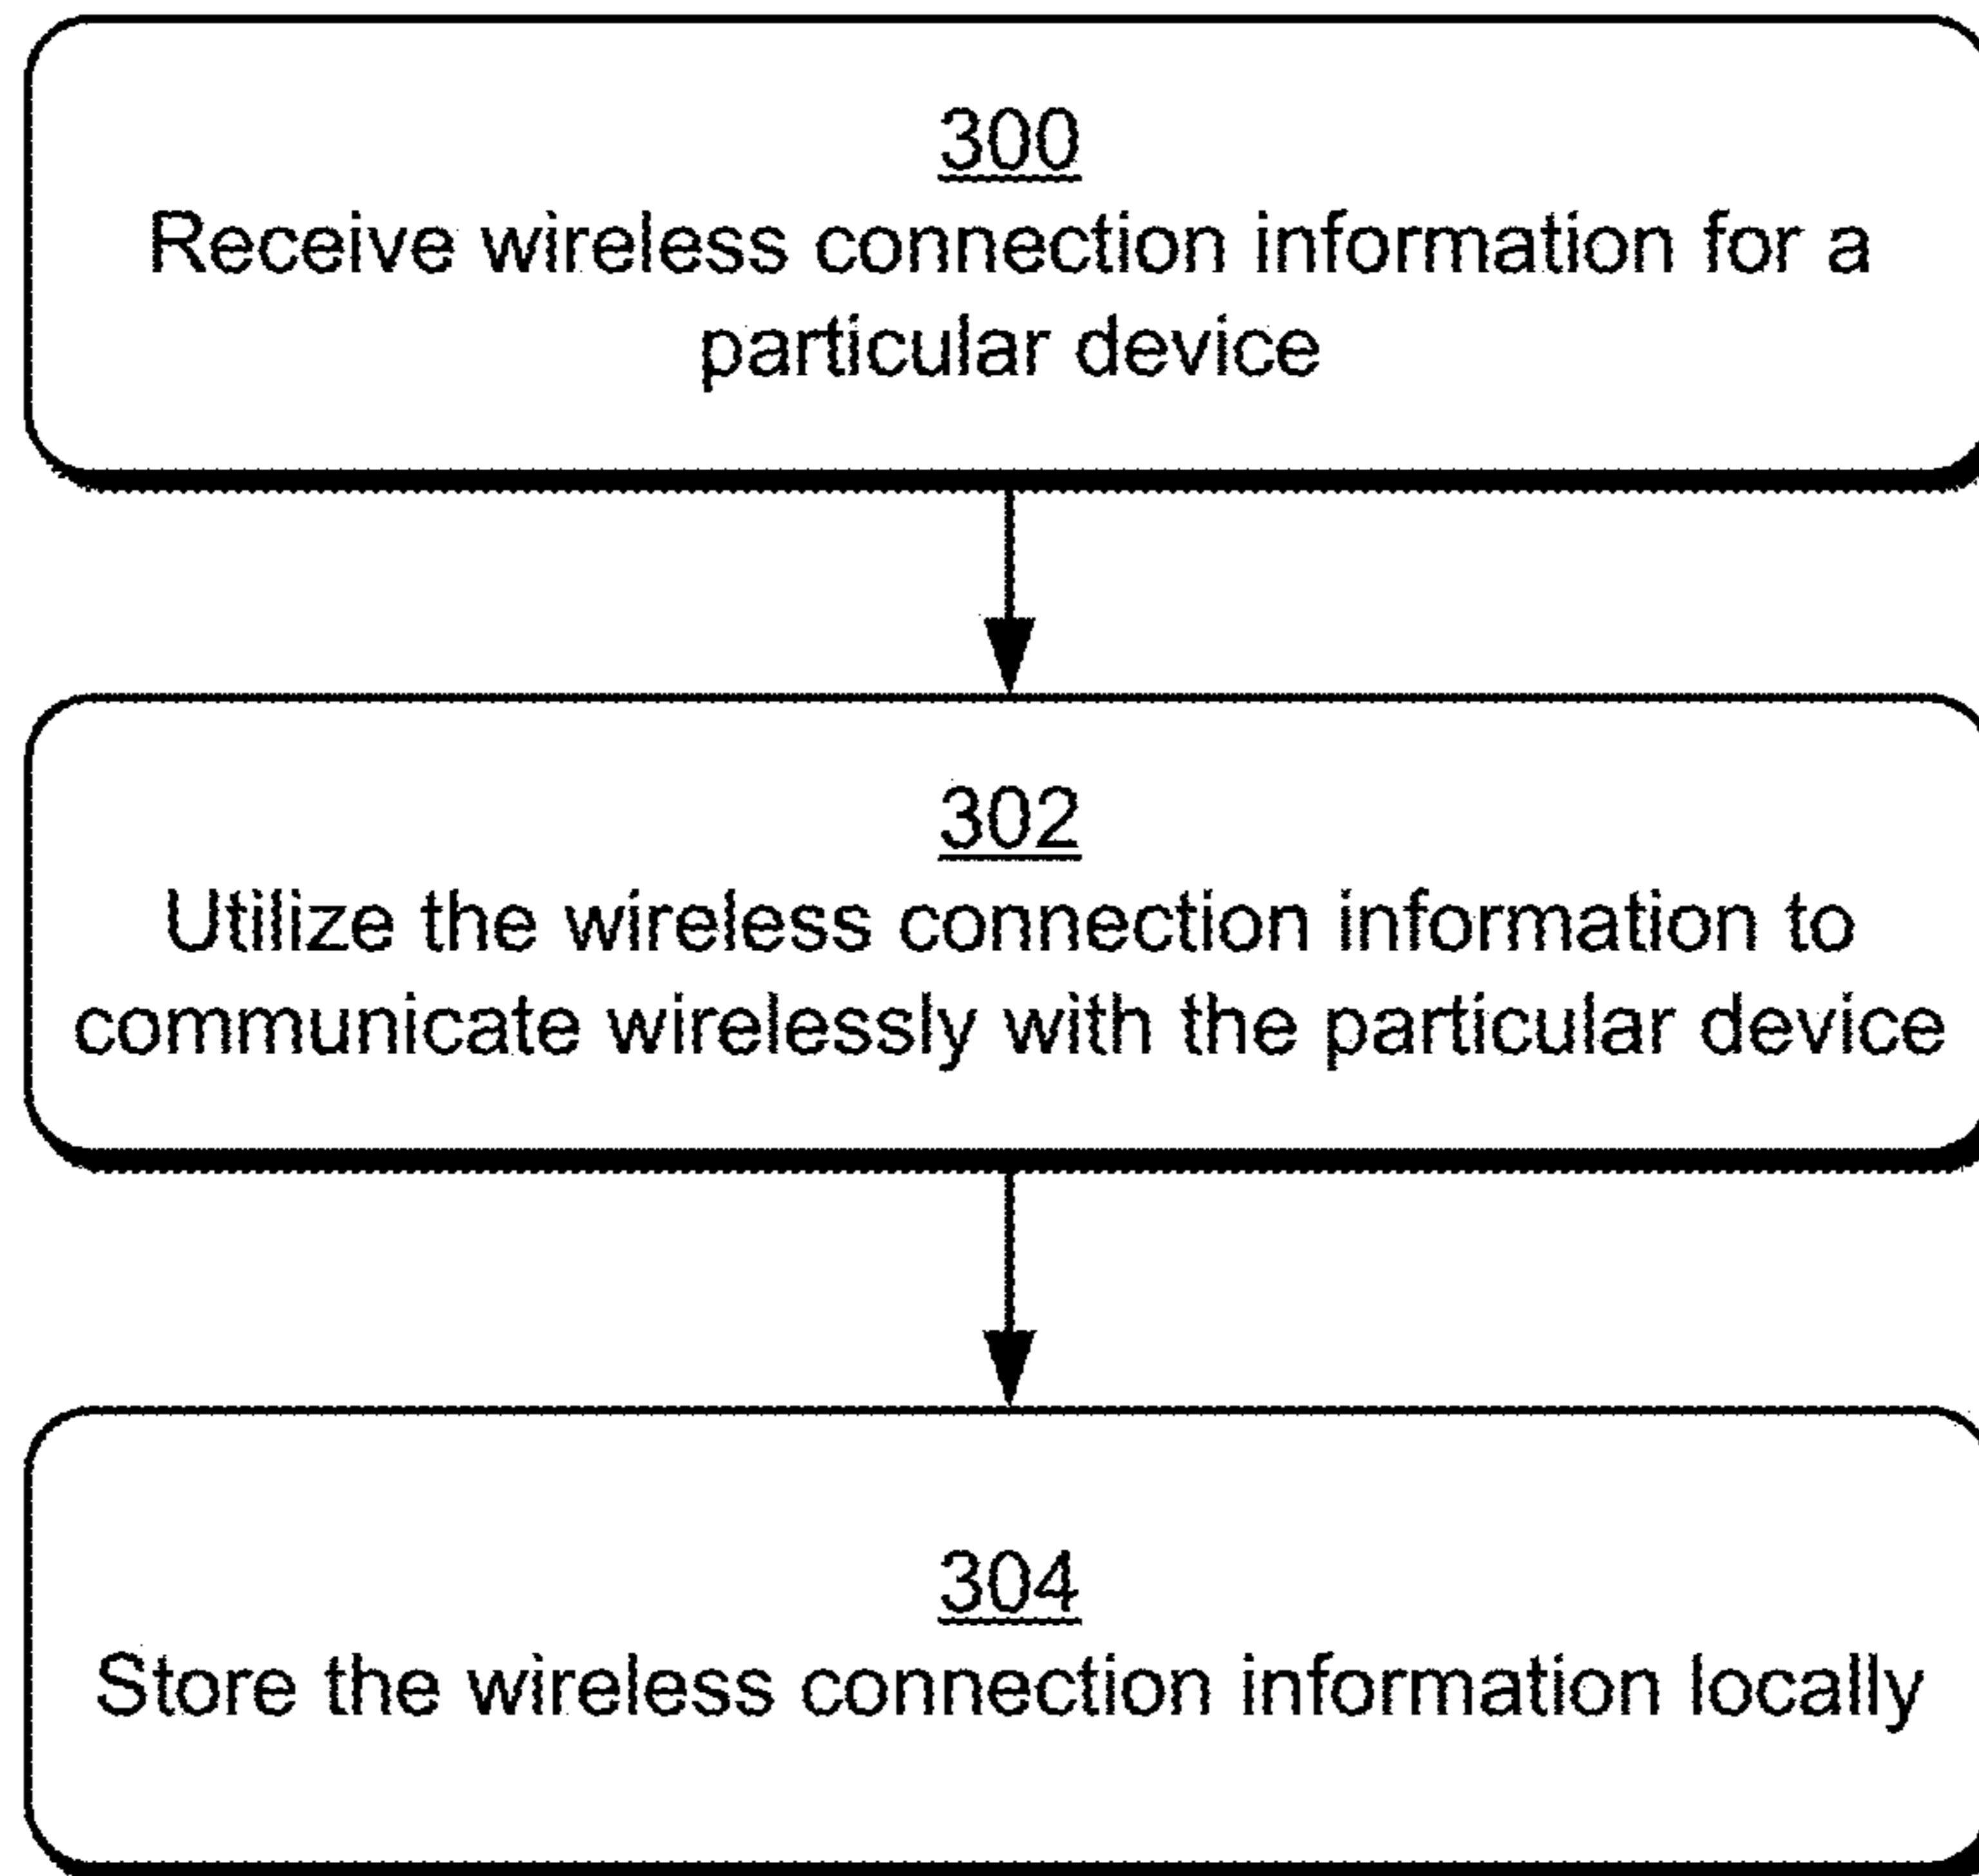 300
Receive wireless connection information for a
particular device
302
Utilize the wireless connection information to
communicate wirelessly with the particular device
304
Store the wireless connection information locally